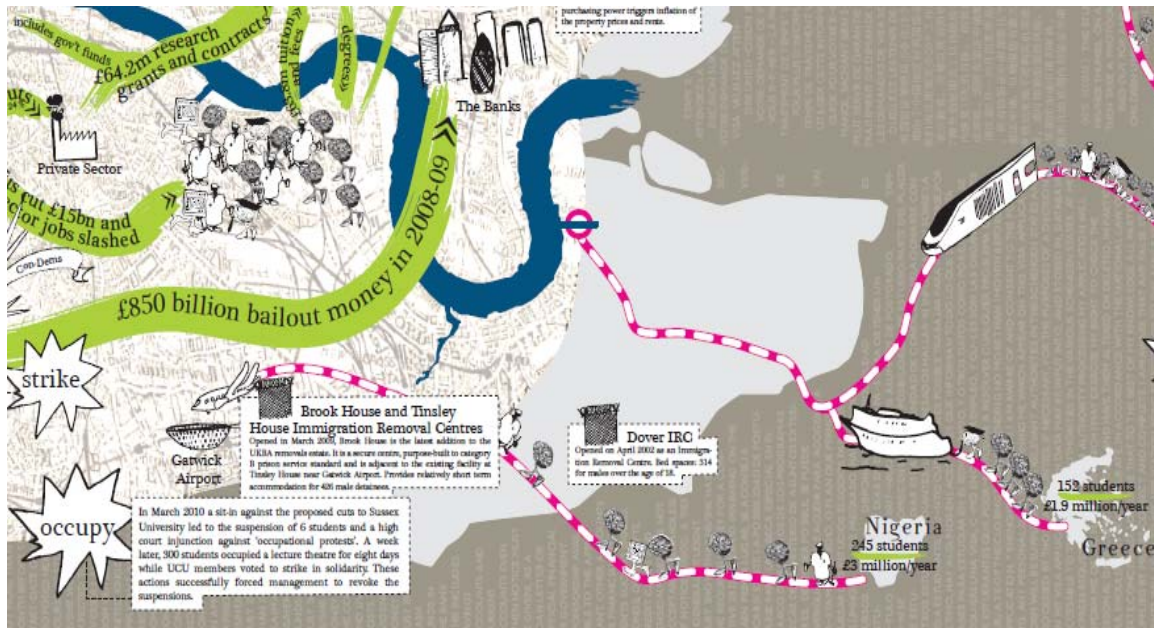 purchasing power triggers inflation of
the property prices and rents.
includes gov't funds
£64.2m research
grants and contracts
tuition
and fees
degrees»
The Banks
Private Sector
cut £15bn and
jobs slashed
Con-Dems
£850 billion bailout money in 2008-09
strike
Brook House and Tinsley
House Immigration Removal Centres
Opened in March 2009, Brook House is the latest addition to the
UKBA removals estate. It is a secure centre, purpose-built to category
B prison service standard and is adjacent to the existing facility at
Tinsley House near Gatwick Airport. Provides relatively short term
accommodation for 426 male detainees.
Gatwick
Airport
Dover IRC
Opened on April 2002 as an Immigra-
tion Removal Centre. Bed spaces: 314
for males over the age of 18.
occupy
In March 2010 a sit-in against the proposed cuts to Sussex
University led to the suspension of 6 students and a high
court injunction against 'occupational protests'. A week
later, 300 students occupied a lecture theatre for eight days
while UCU members voted to strike in solidarity. These
actions successfully forced management to revoke the
suspensions.
Nigeria
245 students
£3 million/year
152 students
£1.9 million/year
Greece